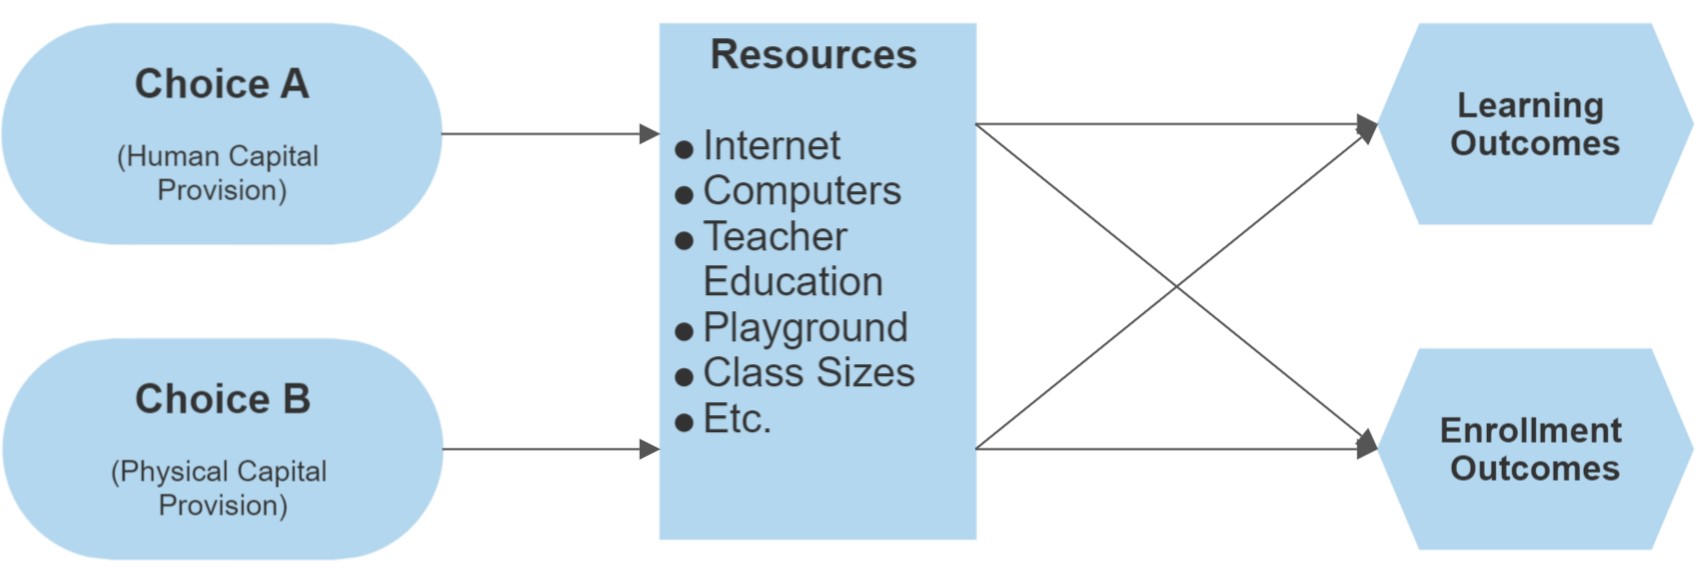 Choice A
(Human Capital
Provision)
Choice B
(Physical Capital
Provision)
Resources
● Internet
● Computers
● Teacher
Education
● Playground
● Class Sizes
● Etc.
Learning
Outcomes
Enrollment
Outcomes